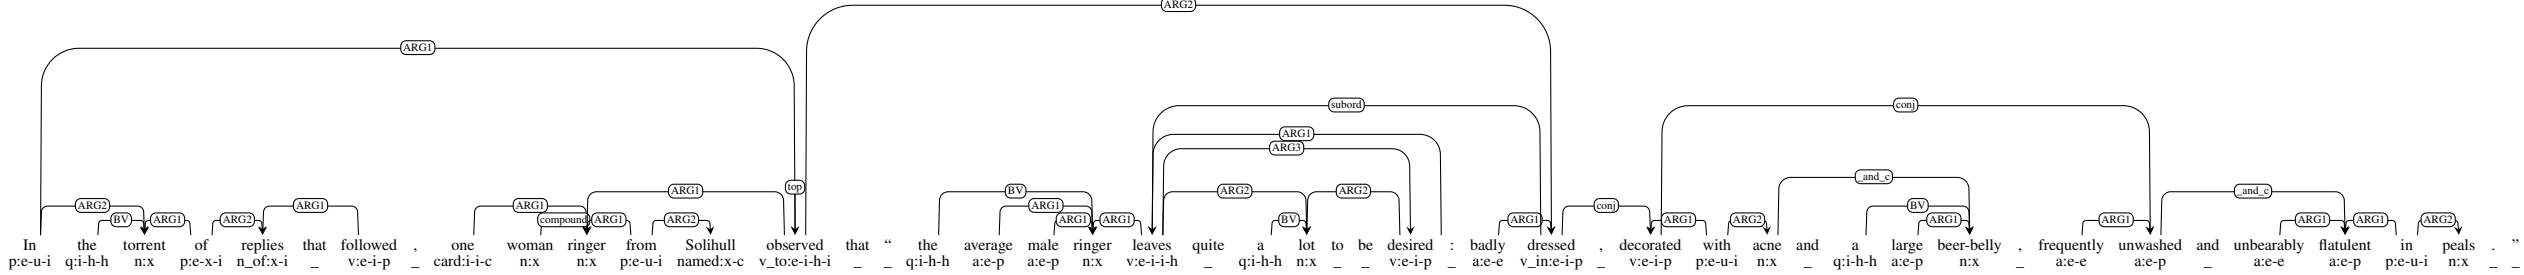 ARG2
ARG1
subord conj
ARG1
ARG3
_and_c
top
ARG1 BV ARG2 ARG2 _and_c
ARG2 ARG1 ARG1 ARG1 conj BV
BV ARG1 ARG2 compound ARG1 ARG2 ARG1 ARG1 BV ARG1 ARG1 ARG2 ARG1 ARG1 ARG1 ARG1 ARG2
In the torrent of replies that followed , one woman ringer from Solihull observed that “ the average male ringer leaves quite a lot to be desired : badly dressed , decorated with acne and a large beer-belly , frequently unwashed and unbearably flatulent in peals . ”
p:e-u-i q:i-h-h n:x p:e-x-i n_of:x-i _ v:e-i-p _ card:i-i-c n:x n:x p:e-u-i named:x-c v_to:e-i-h-i _ _ q:i-h-h a:e-p a:e-p n:x v:e-i-i-h _ q:i-h-h n:x _ _ v:e-i-p _ a:e-e v_in:e-i-p _ v:e-i-p p:e-u-i n:x _ q:i-h-h a:e-p n:x _ a:e-e a:e-p _ a:e-e a:e-p p:e-u-i n:x _ _